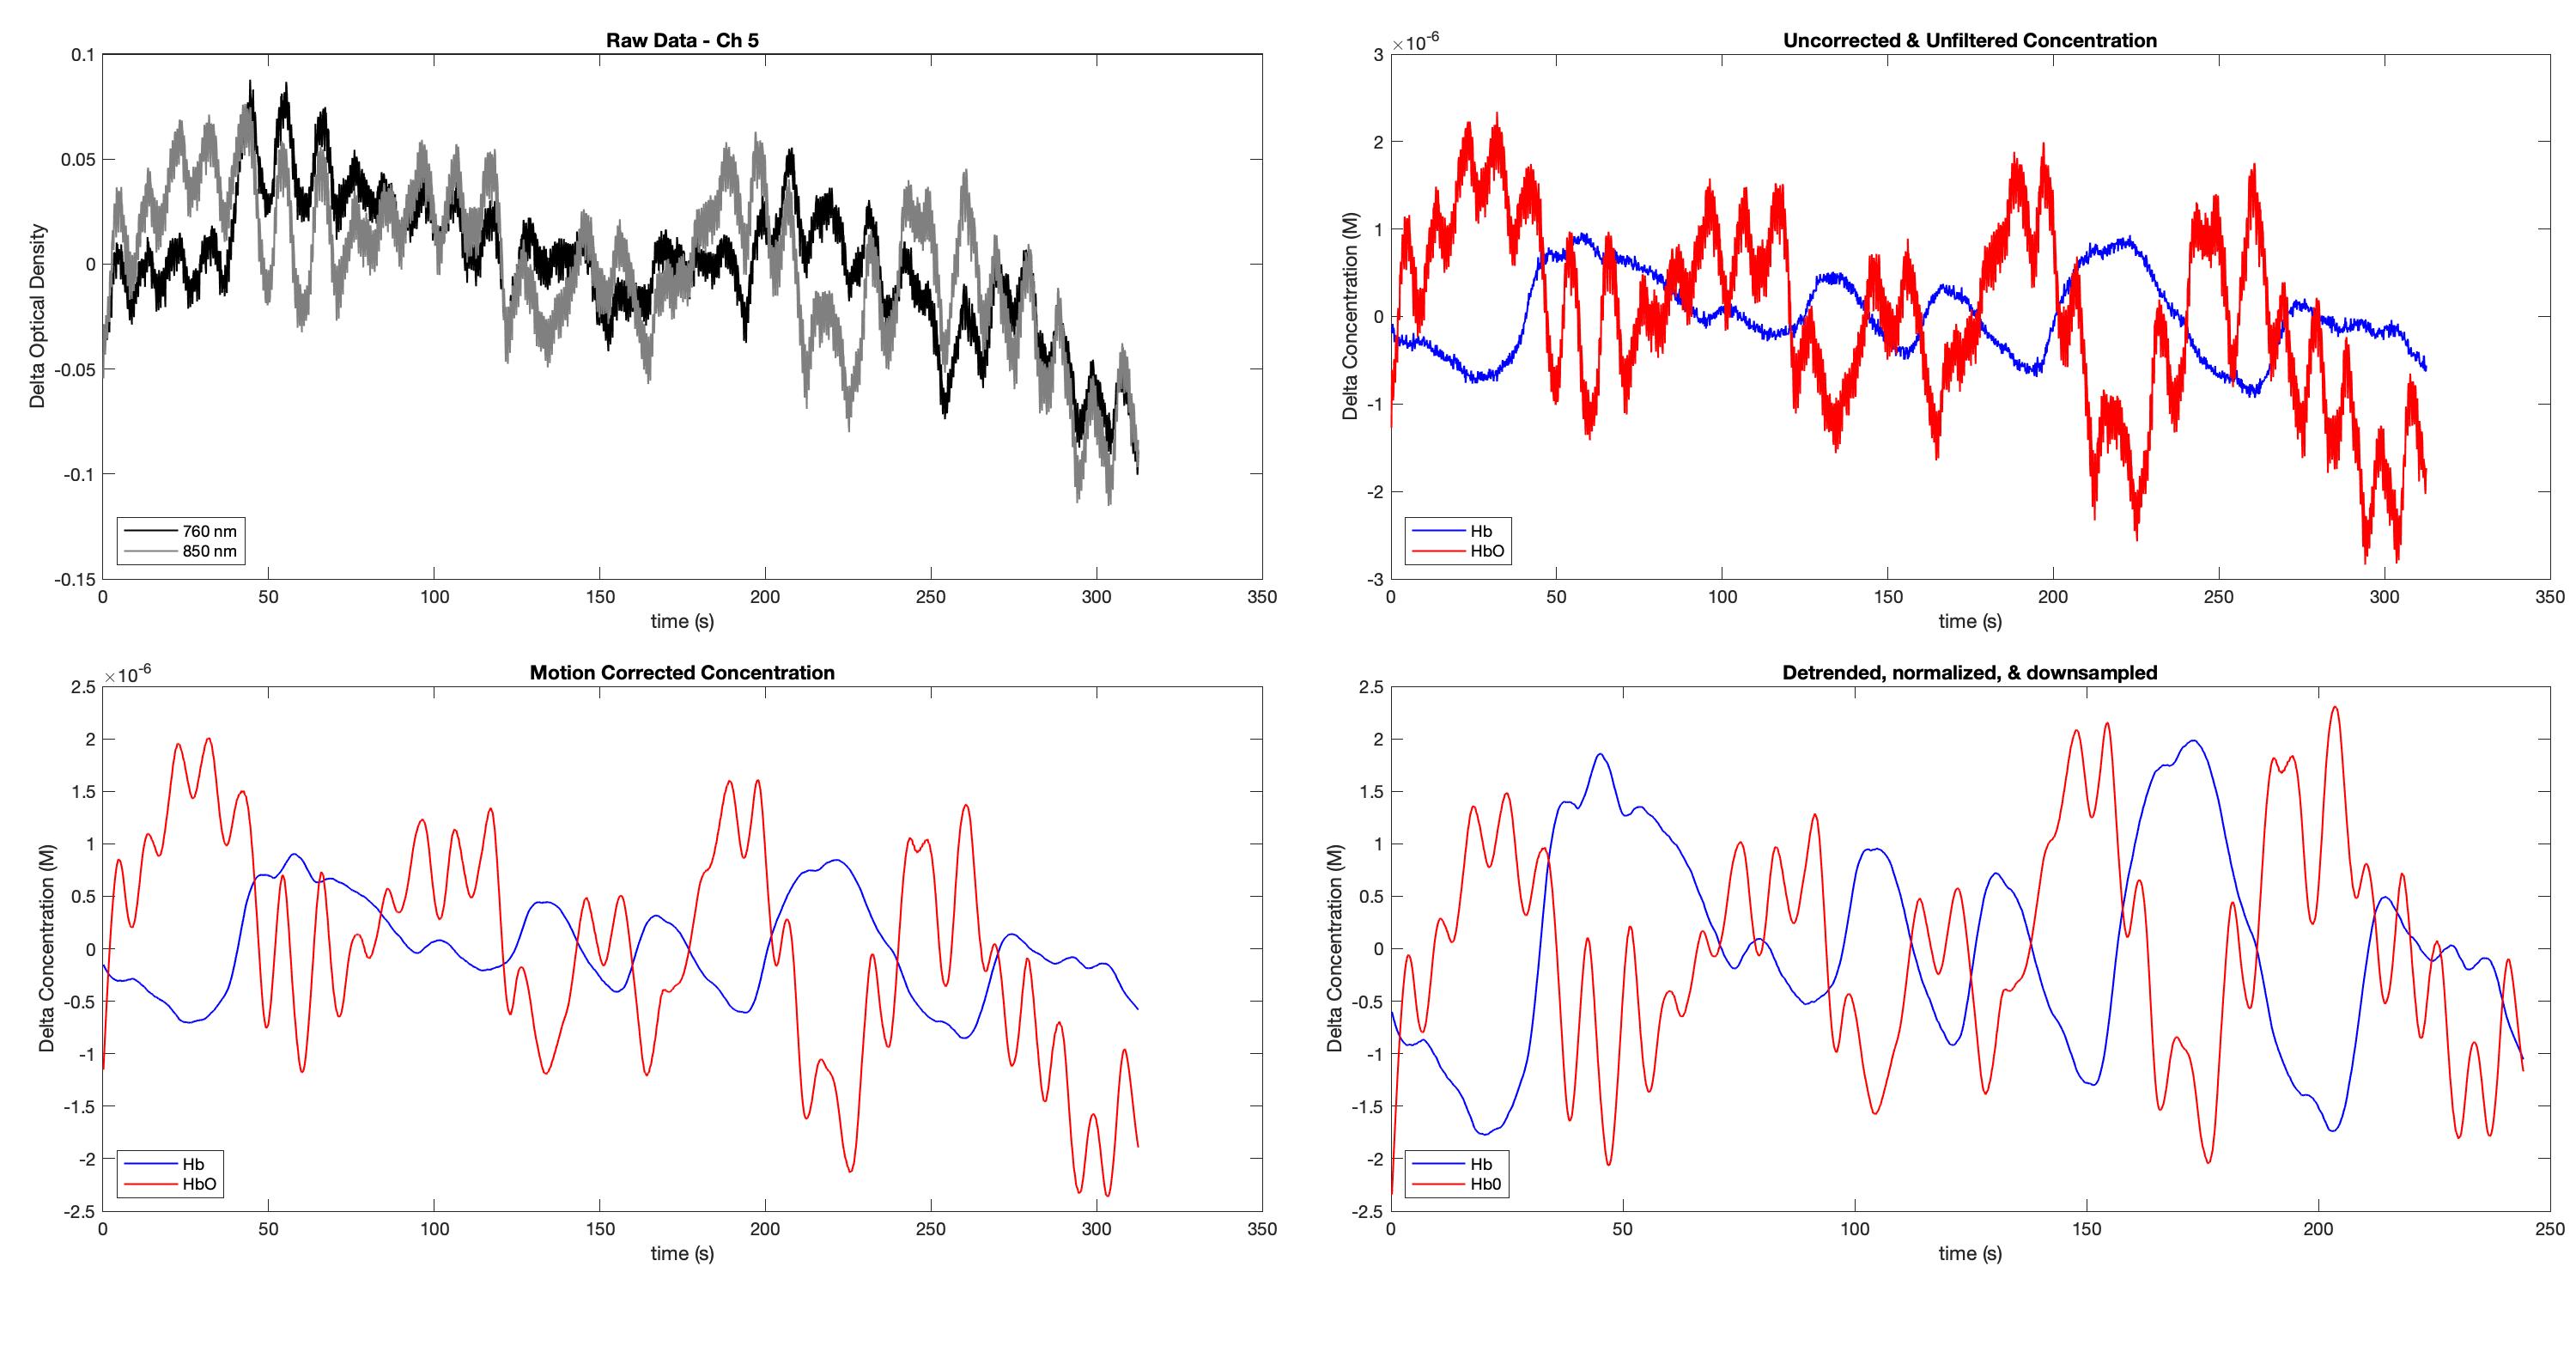 Raw Data - Ch 5
0.1
0.05
0
-0.05
-0.1
-0.15
Delta Optical Density
760 nm
850 nm
0 50 100 150 200 250 300 350
time (s)
Uncorrected & Unfiltered Concentration
×10-6
3
2
1
0
-1
-2
-3
Delta Concentration (M)
Hb
HbO
0 50 100 150 200 250 300 350
time (s)
Motion Corrected Concentration
×10-6
2.5
2
1.5
1
0.5
0
-0.5
-1
-1.5
-2
-2.5
Delta Concentration (M)
Hb
HbO
0 50 100 150 200 250 300 350
time (s)
Detrended, normalized, & downsampled
2.5
2
1.5
1
0.5
0
-0.5
-1
-1.5
-2
-2.5
Delta Concentration (M)
Hb
Hb0
0 50 100 150 200 250
time (s)